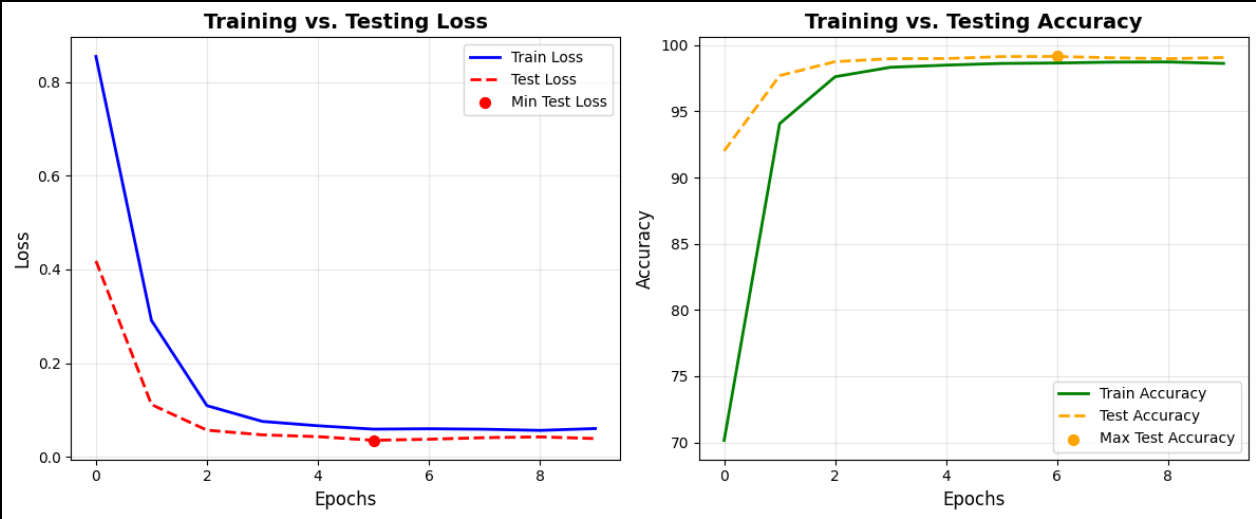 Training vs. Testing Loss
Train Loss
Test Loss
Min Test Loss
0.8
0.6
0.4
0.2
0.0
Loss
0 2 4 6 8
Epochs
Training vs. Testing Accuracy
100
95
90
85
80
75
70
Accuracy
Train Accuracy
Test Accuracy
Max Test Accuracy
0 2 4 6 8
Epochs